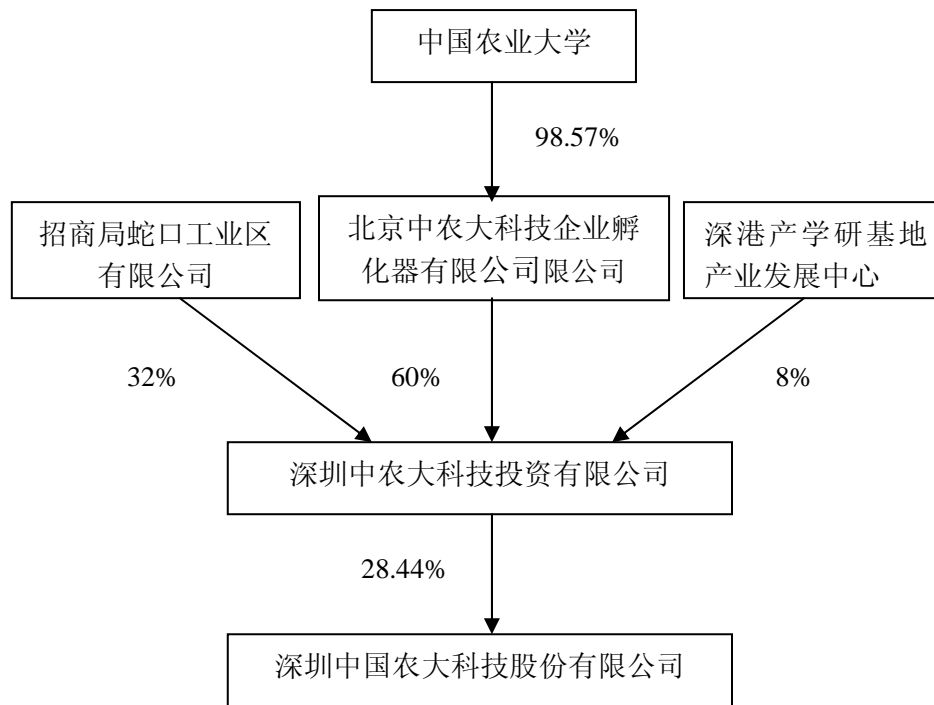 中国农业大学
98.57%
招商局蛇口工业区
有限公司
北京中农大科技企业孵
化器有限公司限公司
深港产学研基地
产业发展中心
32%
60%
8%
深圳中农大科技投资有限公司
28.44%
深圳中国农大科技股份有限公司